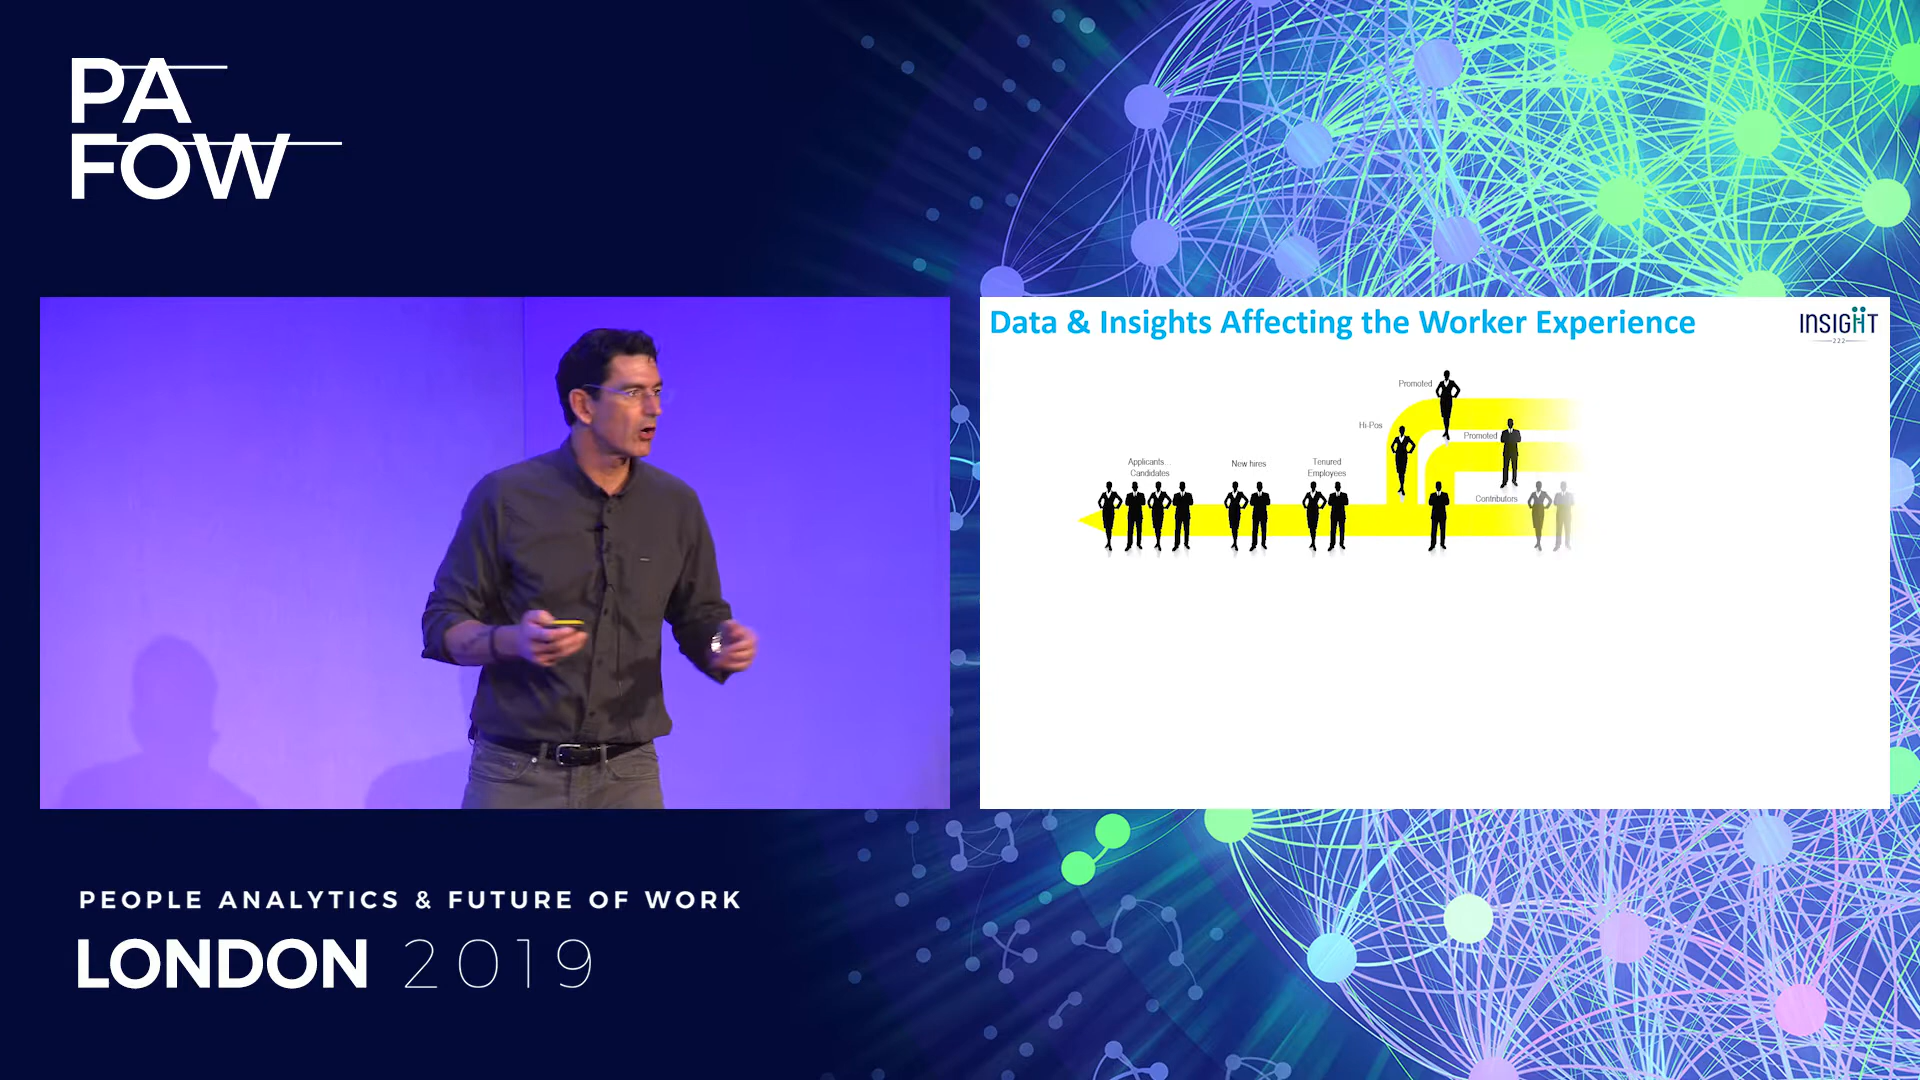 PA
FOW
Data & Insights Affecting the Worker Experience
INSIGHT
222
Promoted
Hi-Pos
Promoted
Applicants...
Candidates
New hires
Tenured
Employees
Contributors
PEOPLE ANALYTICS & FUTURE OF WORK
LONDON 2019